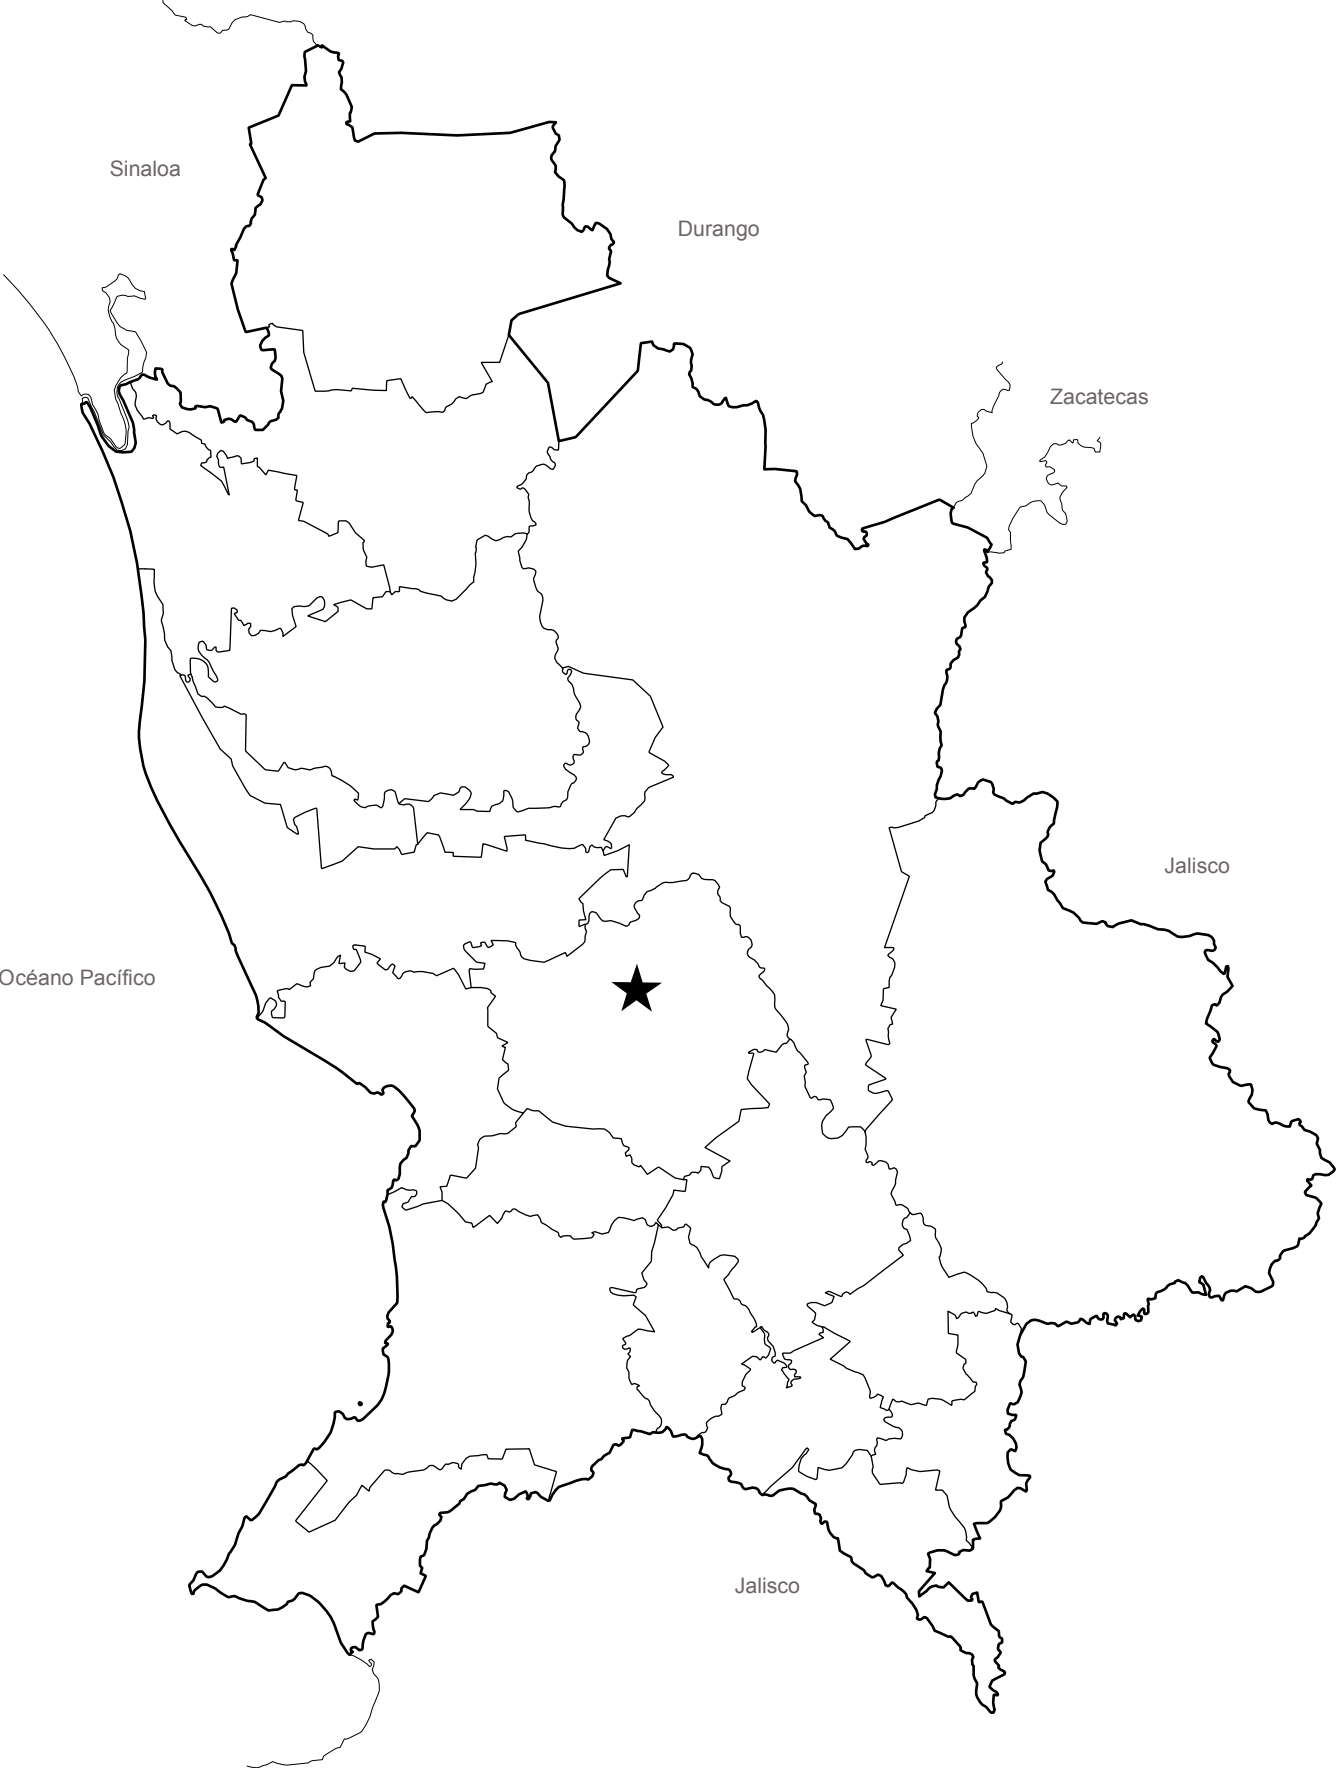 Sinaloa
Durango
Zacatecas
Jalisco
Océano Pacífico
Jalisco